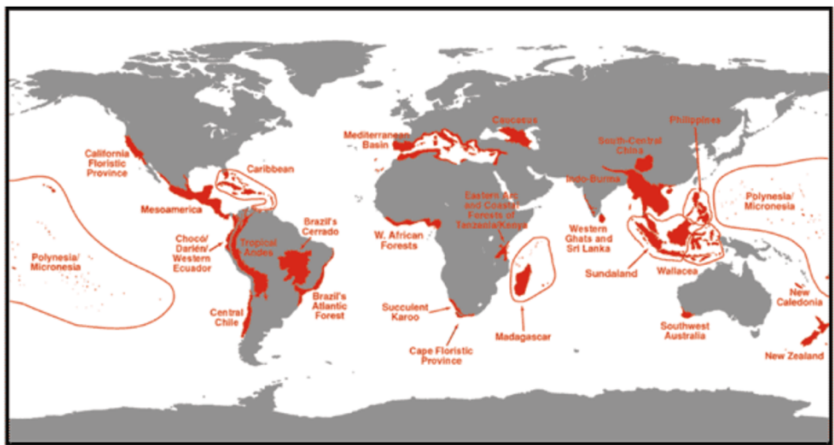 California
Floristic
Province
Caribbean
Mesoamerica
Polynesia/
Micronesia
Chocó/
Darién/
Western
Ecuador
Tropical
Andes
Brazil's
Cerrado
Central
Chile
Brazil's
Atlantic
Forest
Mediterranean
Basin
Caucasus
W. African
Forests
Eastern Arc
and Coastal
Forests of
Tanzania/Kenya
Succulent
Karoo
Cape Floristic
Province
Madagascar
Indo-Burma
South-Central
China
Philippines
Western
Ghats and
Sri Lanka
Sundaland
Wallacea
Polynesia/
Micronesia
New
Caledonia
Southwest
Australia
New Zealand